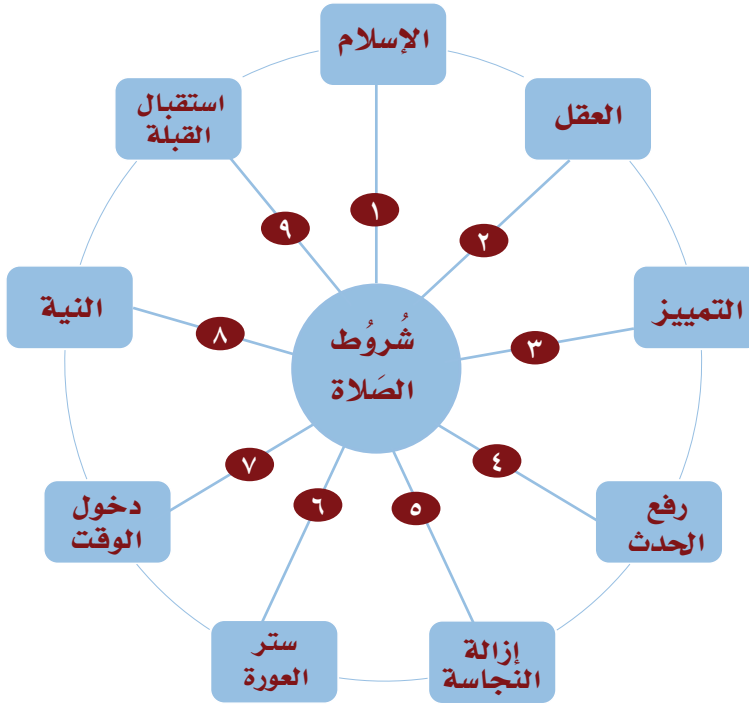 شُروُط
الصَلاة
١
الإسلام
٢
العقل
٣
التمييز
٤
رفع
الحدث
٥
إزالة
النجاسة
٦
ستر
العورة
٧
دخول
الوقت
٨
النية
٩
استقبال
القبلة